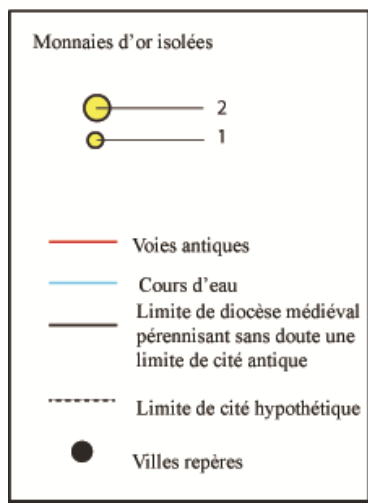 Monnaies d'or isolées
2
1
Voies antiques
Cours d'eau
Limite de diocèse médiéval
pérennisant sans doute une
limite de cité antique
Limite de cité hypothétique
Villes repères